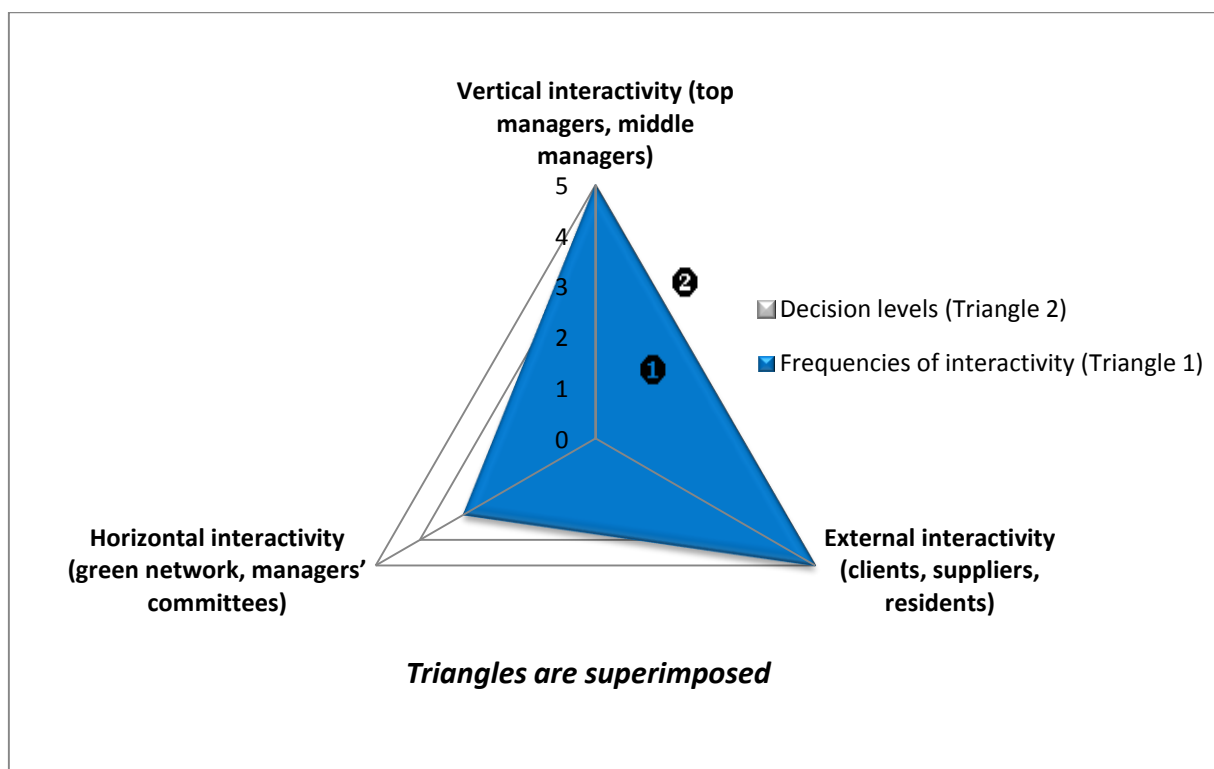 Vertical interactivity (top
managers, middle
managers)
5
4
3
2
1
0
❷
❶
Decision levels (Triangle 2)
Frequencies of interactivity (Triangle 1)
Horizontal interactivity
(green network, managers’
committees)
External interactivity
(clients, suppliers,
residents)
Triangles are superimposed